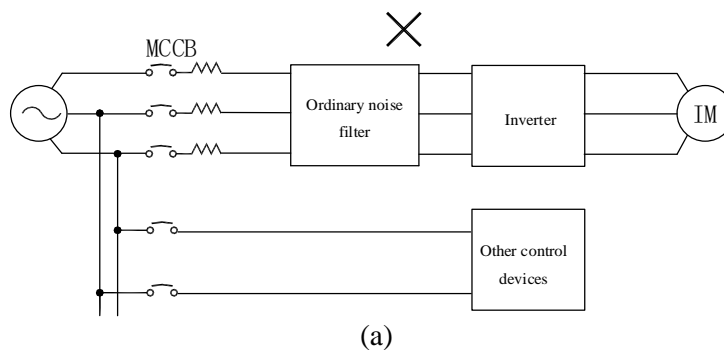 MCCB
Ordinary noise
filter
Inverter
IM
Other control
devices
(a)